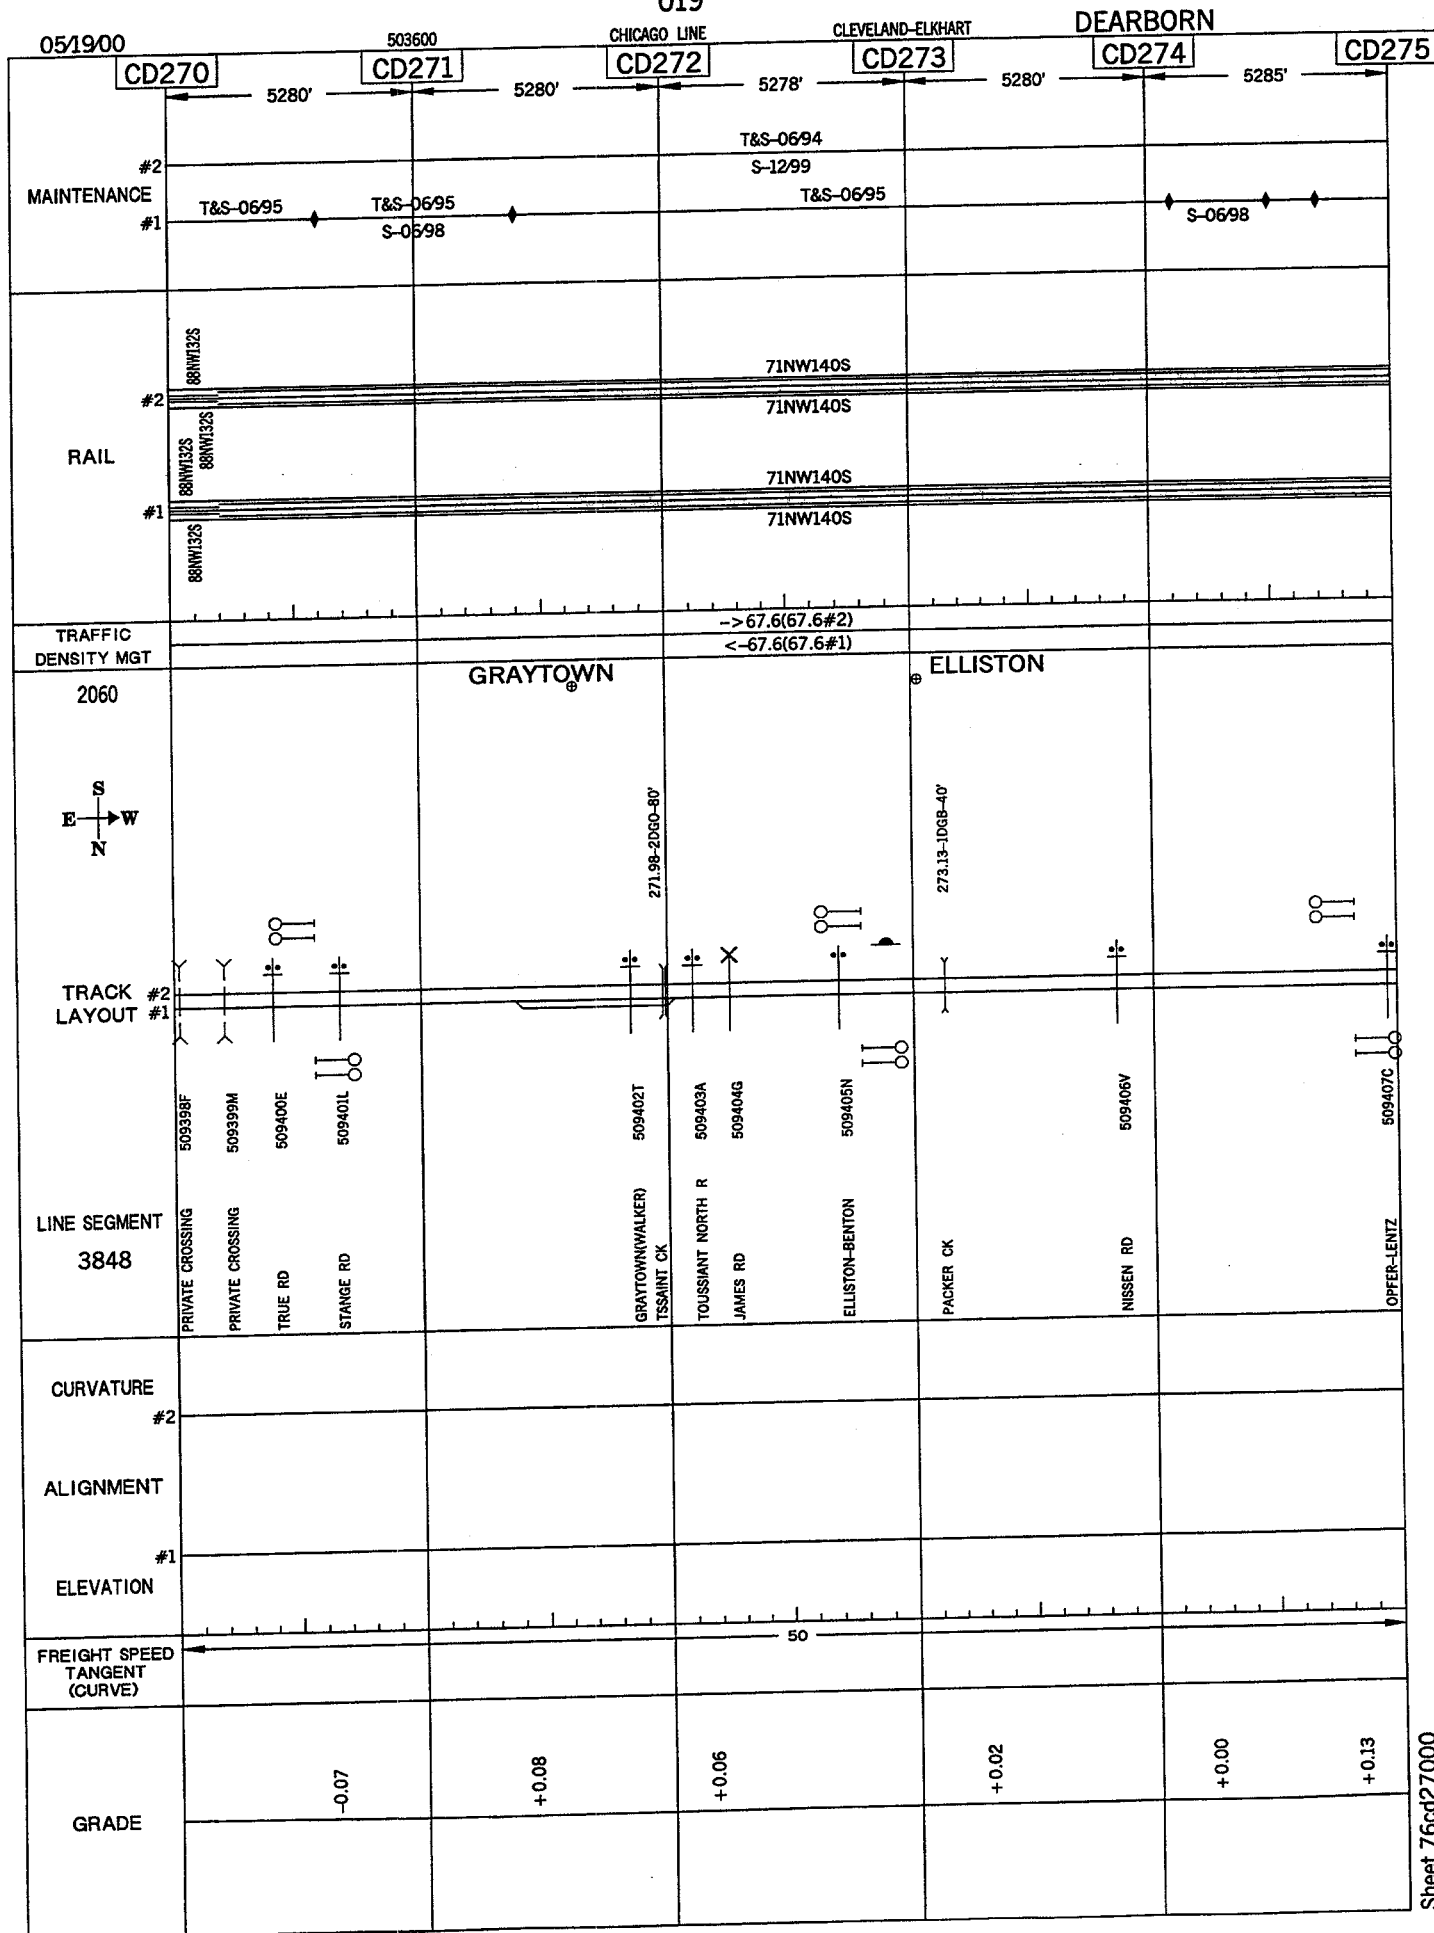 019
05/19/00 503600 CHICAGO LINE CLEVELAND-ELKHART DEARBORN
CD270 CD271 CD272 CD273 CD274 CD275
5280' 5280' 5278' 5280' 5285'
T&S-06/94
#2
S-12/99
MAINTENANCE
T&S-06/95 T&S-06/95 T&S-06/95
#1
S-06/98 S-06/98
88NW132S
71NW140S
#2
71NW140S
88NW132S
88NW132S
RAIL
71NW140S
#1
71NW140S
88NW132S
TRAFFIC
DENSITY MGT
->67.6(67.6#2)
<-67.6(67.6#1)
2060
GRAYTOWN ELLISTON
S
E W
N
271.98-2DGO-80'
273.13-1DGB-40'
TRACK #2
LAYOUT #1
509398F
509399M
509400E
509401L
509402T
509403A
509404G
509405N
509406V
509407C
LINE SEGMENT
3848
PRIVATE CROSSING
PRIVATE CROSSING
TRUE RD
STANGE RD
GRAYTOWN(WALKER)
TSSAINT CK
TOUSSIANT NORTH R
JAMES RD
ELLISTON-BENTON
PACKER CK
NISSEN RD
OPFER-LENTZ
CURVATURE
#2
ALIGNMENT
#1
ELEVATION
FREIGHT SPEED
TANGENT
(CURVE)
50
GRADE
-0.07
+0.08
+0.06
+0.02
+0.00
+0.13
Sheet 76cd27000